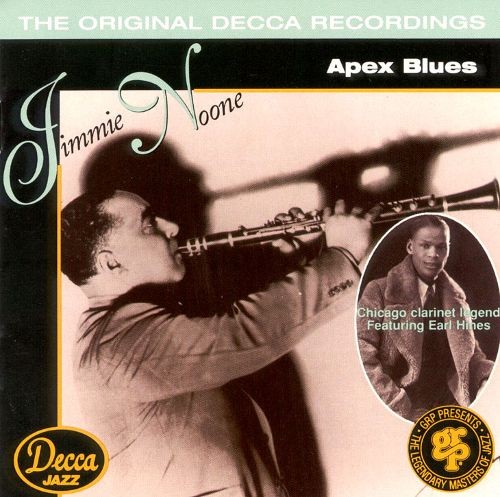 THE ORIGINAL DECCA RECORDINGS
Apex Blues
Jimmie Noone
Chicago clarinet legend
Featuring Earl Hines
Decca
JAZZ
GRP PRESENTS
THE LEGENDARY MASTERS OF JAZZ
grp